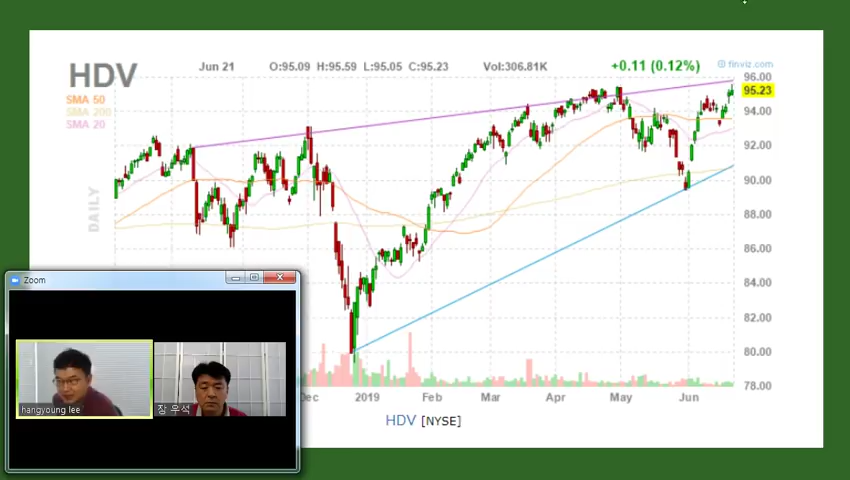 HDV
Jun 21 O:95.09 H:95.59 L:95.05 C:95.23 Vol:306.81K +0.11 (0.12%) finviz.com
SMA 50
SMA 200
SMA 20
DAILY
96.00
95.23
94.00
92.00
90.00
88.00
86.00
84.00
82.00
80.00
78.00
Dec 2019 Feb Mar Apr May Jun
HDV [NYSE]
Zoom
hangyoung lee
장 우석